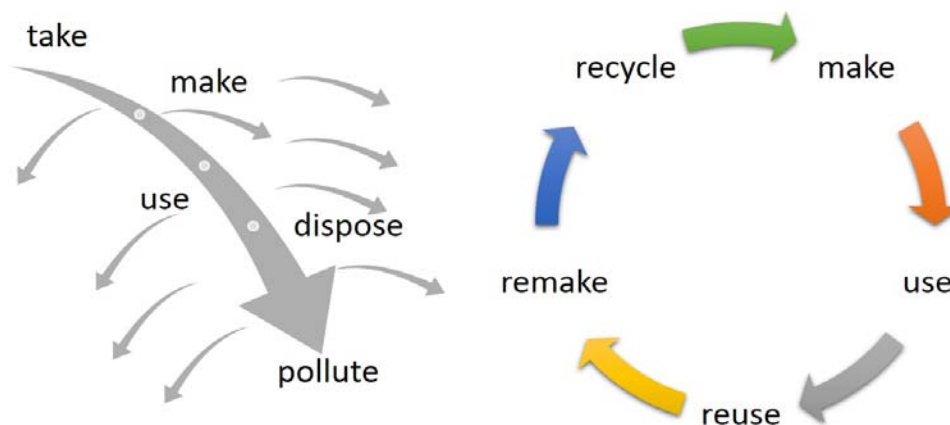 take
make
use
dispose
pollute
recycle
make
use
reuse
remake